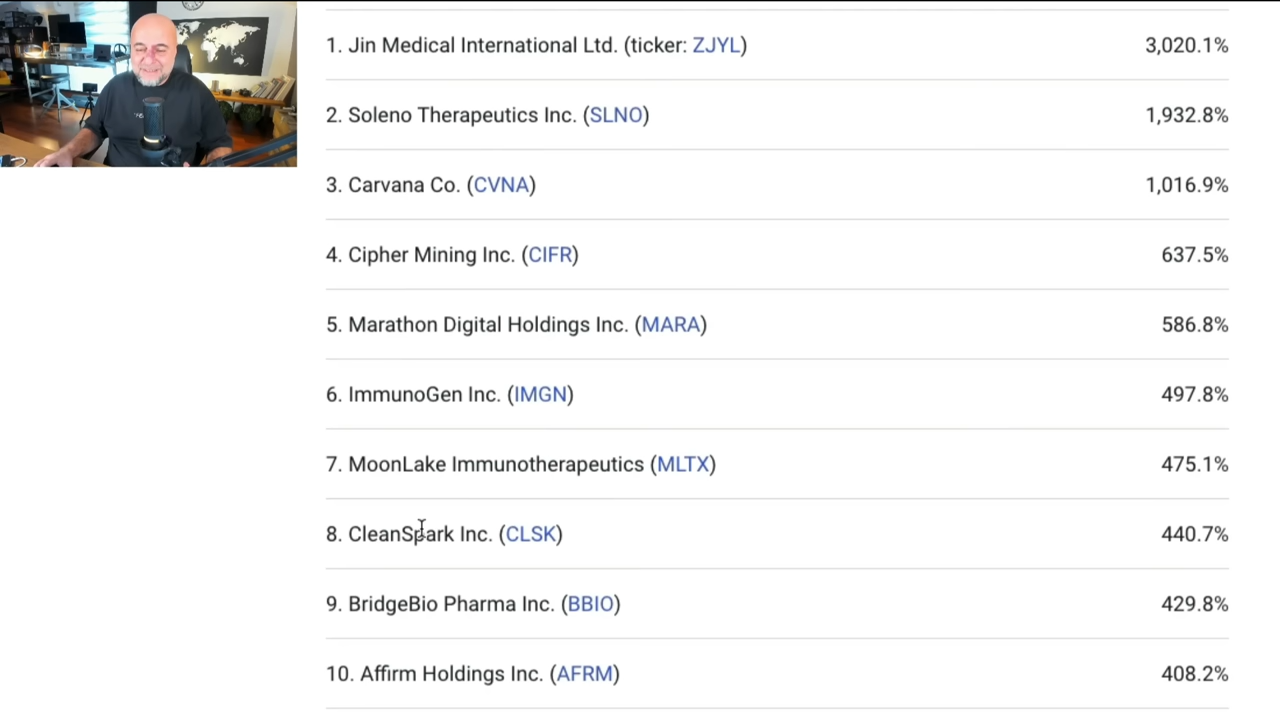 1. Jin Medical International Ltd. (ticker: ZJYL) 3,020.1%
2. Soleno Therapeutics Inc. (SLNO) 1,932.8%
3. Carvana Co. (CVNA) 1,016.9%
4. Cipher Mining Inc. (CIFR) 637.5%
5. Marathon Digital Holdings Inc. (MARA) 586.8%
6. ImmunoGen Inc. (IMGN) 497.8%
7. MoonLake Immunotherapeutics (MLTX) 475.1%
8. CleanSpark Inc. (CLSK) 440.7%
9. BridgeBio Pharma Inc. (BBIO) 429.8%
10. Affirm Holdings Inc. (AFRM) 408.2%